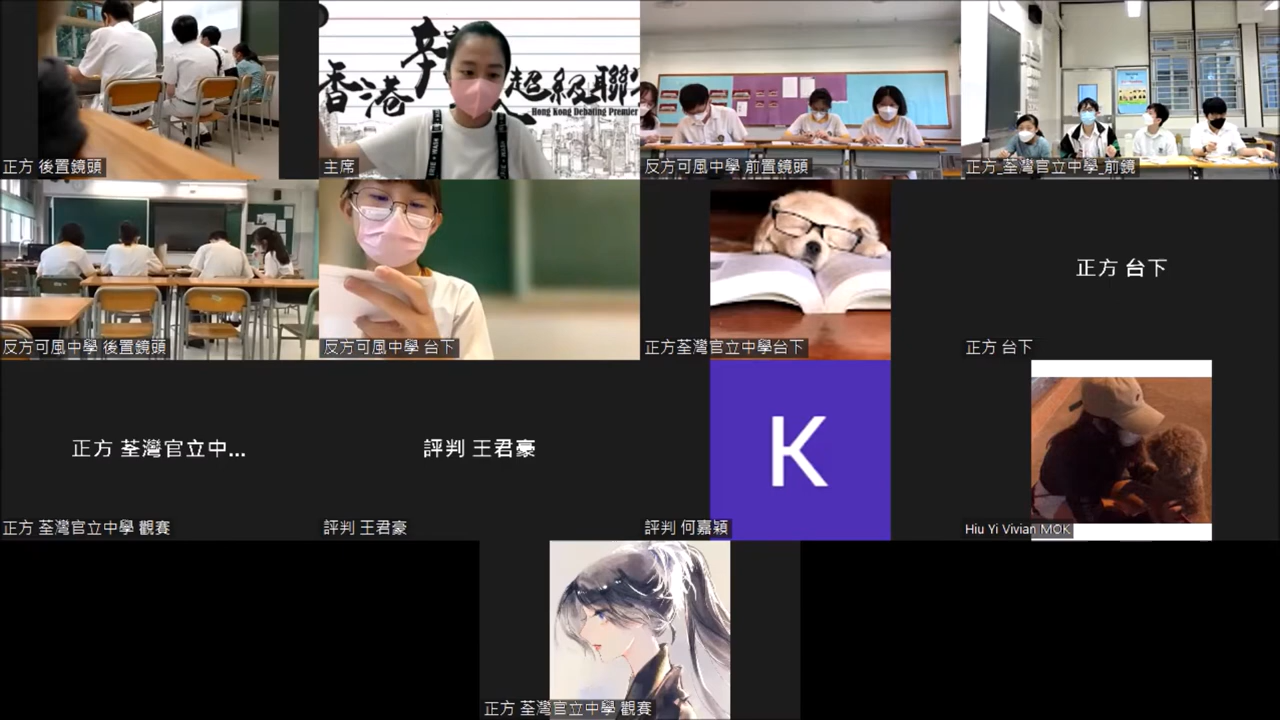 正方 後置鏡頭
香港辯
超級聯
Hong Kong Debating Premier
主席
反方可風中學 前置鏡頭
正方_荃灣官立中學_前鏡
反方可風中學 後置鏡頭
反方可風中學 台下
正方荃灣官立中學台下
正方 台下
正方 台下
正方 荃灣官立中...
正方 荃灣官立中學 觀賽
評判 王君豪
評判 王君豪
K
評判 何嘉穎
Hiu Yi Vivian MOK
正方 荃灣官立中學 觀賽